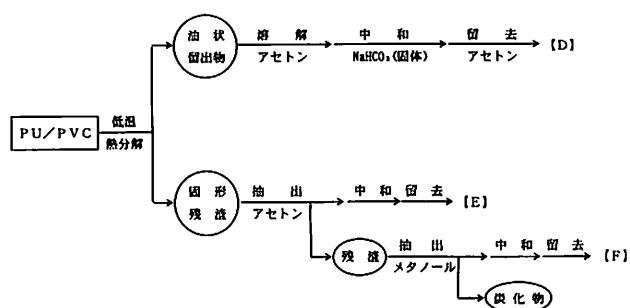 油状
留出物
溶解
アセトン
中和
NaHCO₃(固体)
留去
アセトン
【D】
PU/PVC
低温
熱分解
固形
残渣
抽出
アセトン
中和 留去
【E】
残渣
抽出
メタノール
中和 留去
【F】
炭化物